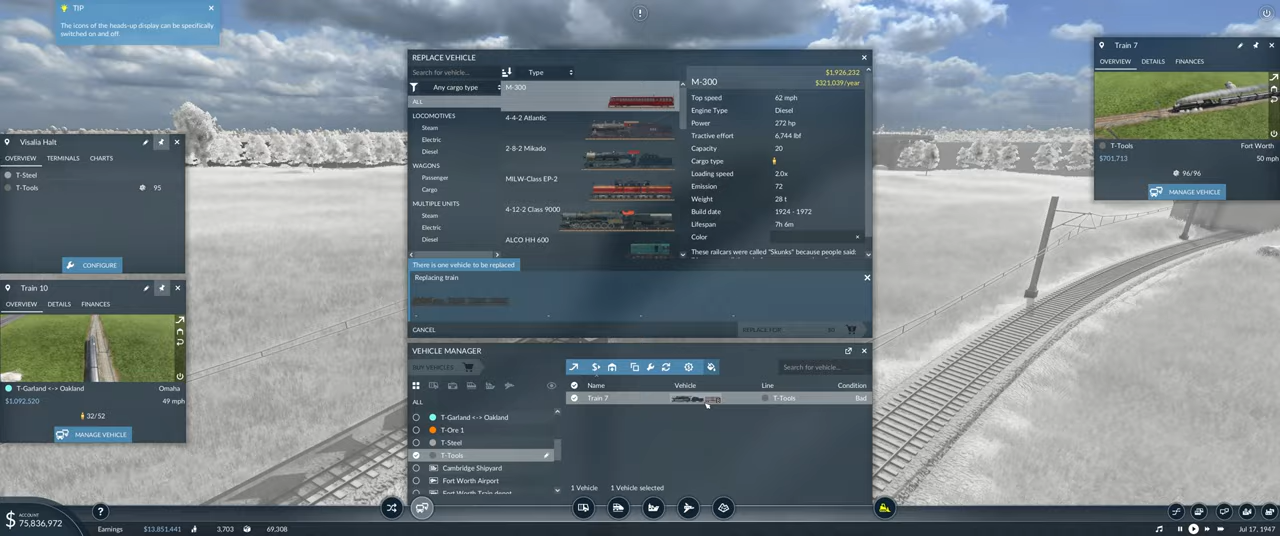 TIP
The icons of the heads-up display can be specifically
switched on and off.
Visalia Halt
OVERVIEW TERMINALS CHARTS
T-Steel
T-Tools 95
CONFIGURE
Train 10
OVERVIEW DETAILS FINANCES
T-Garland <-> Oakland Omaha
$1,092,520 49 mph
32/52
MANAGE VEHICLE
REPLACE VEHICLE
Search for vehicle... Type
Any cargo type
ALL
LOCOMOTIVES
Steam
Electric
Diesel
WAGONS
Passenger
Cargo
MULTIPLE UNITS
Steam
Electric
Diesel
M-300
4-4-2 Atlantic
2-8-2 Mikado
MILW-Class EP-2
4-12-2 Class 9000
ALCO HH 600
$1,926,232
M-300 $321,039/year
Top speed 62 mph
Engine Type Diesel
Power 272 hp
Tractive effort 6,744 lbf
Capacity 20
Cargo type
Loading speed 2.0x
Emission 72
Weight 28 t
Build date 1924 - 1972
Lifespan 7h 6m
Color
These railcars were called "Skunks" because people said:
There is one vehicle to be replaced
Replacing train
CANCEL REPLACE FOR $0
VEHICLE MANAGER
BUY VEHICLES Search for vehicle...
ALL
T-Garland <-> Oakland
T-Ore 1
T-Steel
T-Tools
Cambridge Shipyard
Fort Worth Airport
Fort Worth Train depot
Name Vehicle Line Condition
Train 7 T-Tools Bad
1 Vehicle 1 Vehicle selected
Train 7
OVERVIEW DETAILS FINANCES
T-Tools Fort Worth
$701,713 50 mph
96/96
MANAGE VEHICLE
ACCOUNT
$ 75,836,972
?
Earnings $13,851,441 3,703 69,308
Jul 17, 1947